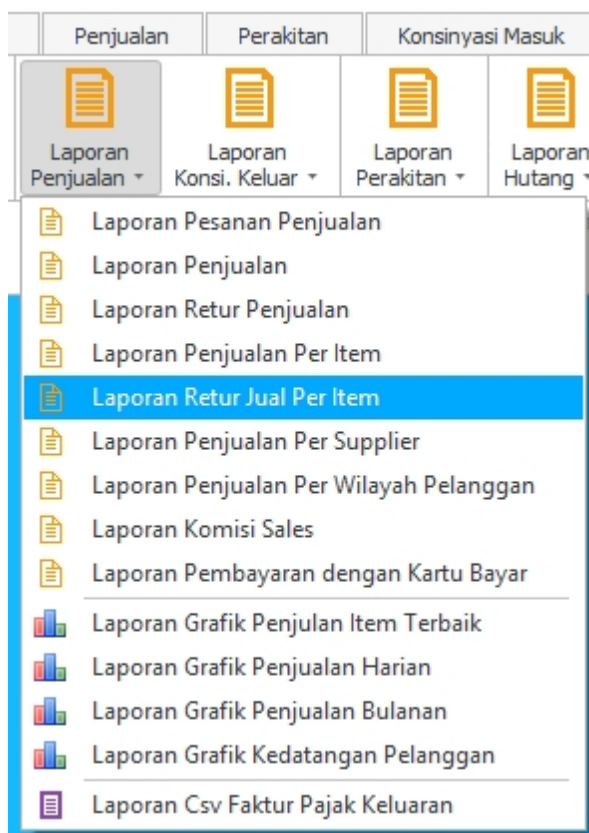 Penjualan Perakitan Konsinyasi Masuk
Laporan Penjualan
Laporan Konsi. Keluar
Laporan Perakitan
Laporan Hutang
Laporan Pesanan Penjualan
Laporan Penjualan
Laporan Retur Penjualan
Laporan Penjualan Per Item
Laporan Retur Jual Per Item
Laporan Penjualan Per Supplier
Laporan Penjualan Per Wilayah Pelanggan
Laporan Komisi Sales
Laporan Pembayaran dengan Kartu Bayar
Laporan Grafik Penjulan Item Terbaik
Laporan Grafik Penjualan Harian
Laporan Grafik Penjualan Bulanan
Laporan Grafik Kedatangan Pelanggan
Laporan Csv Faktur Pajak Keluaran